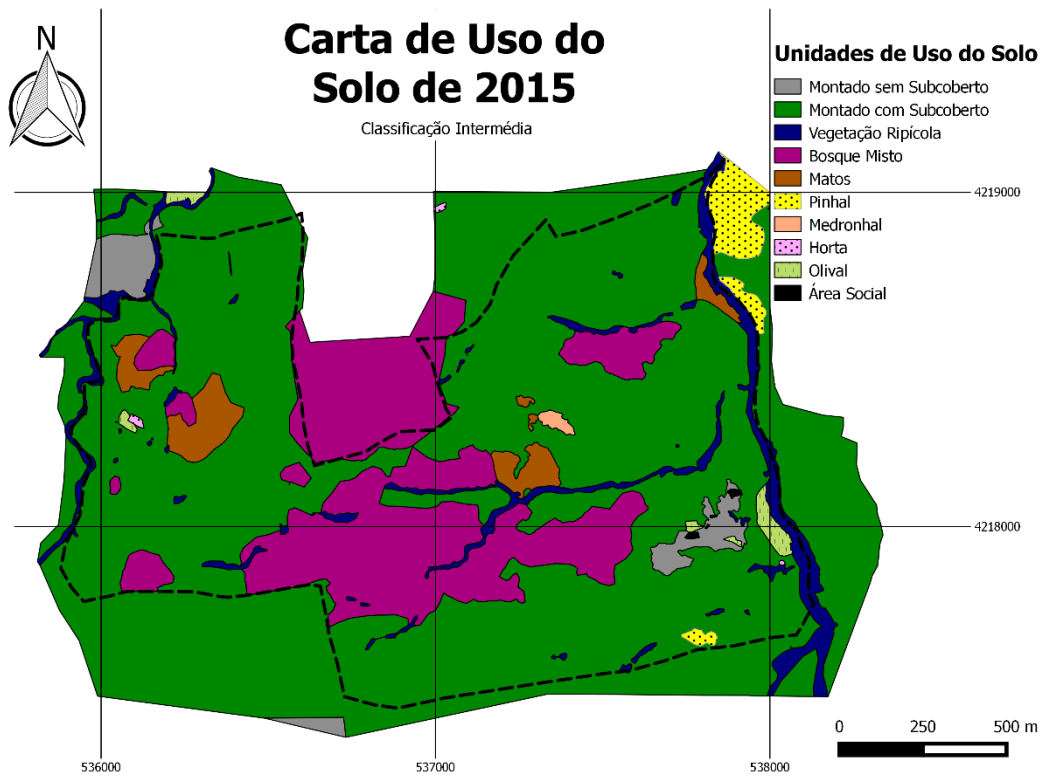 N
Carta de Uso do
Solo de 2015
Classificação Intermédia
Unidades de Uso do Solo
Montado sem Subcoberto
Montado com Subcoberto
Vegetação Ripícola
Bosque Misto
Matos
Pinhal
Medronhal
Horta
Olival
Área Social
4219000
4218000
0 250 500 m
536000 537000 538000